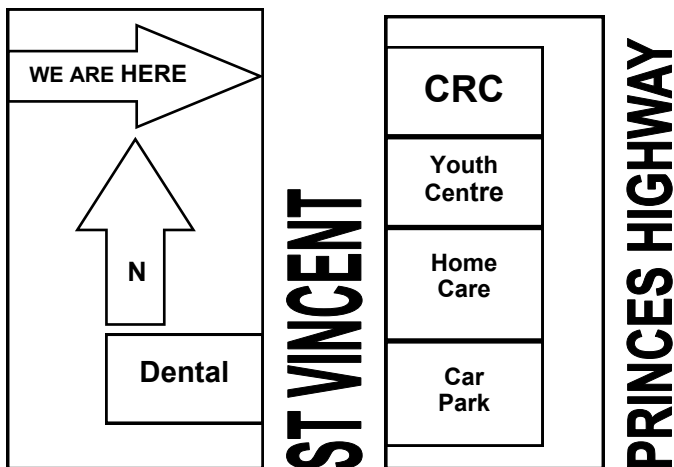 WE ARE HERE
N
Dental
ST VINCENT
CRC
Youth
Centre
Home
Care
Car
Park
PRINCES HIGHWAY